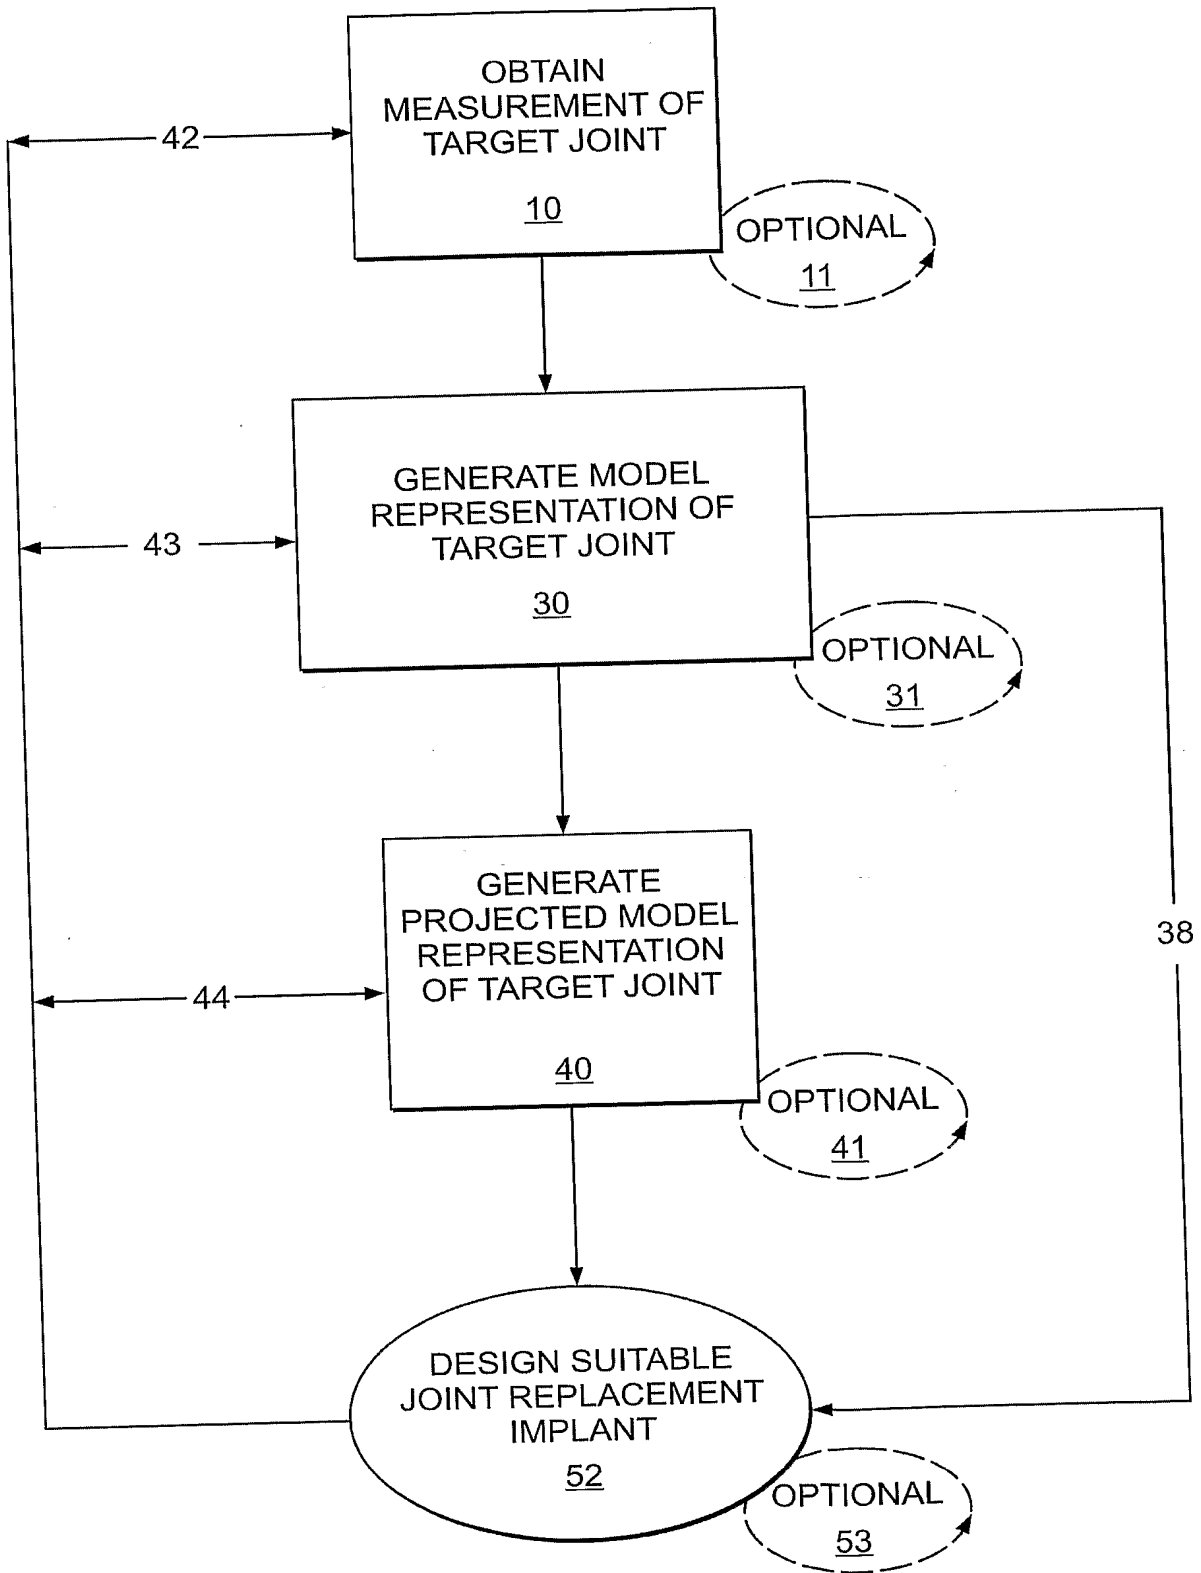 OBTAIN
MEASUREMENT OF
TARGET JOINT
10
42
OPTIONAL
11
GENERATE MODEL
REPRESENTATION OF
TARGET JOINT
30
43
OPTIONAL
31
GENERATE
PROJECTED MODEL
REPRESENTATION
OF TARGET JOINT
40
38
44
OPTIONAL
41
DESIGN SUITABLE
JOINT REPLACEMENT
IMPLANT
52
OPTIONAL
53